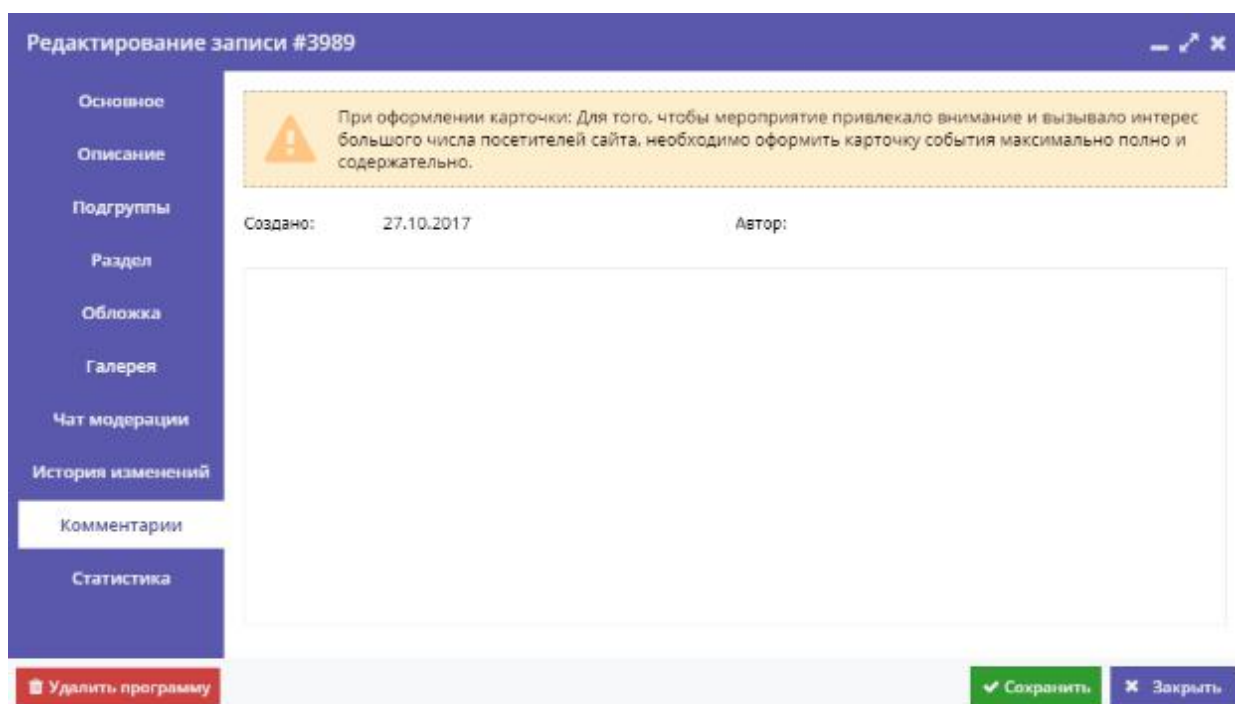 Редактирование записи #3989
Основное
Описание
Подгруппы
Раздел
Обложка
Галерея
Чат модерации
История изменений
Комментарии
Статистика
При оформлении карточки: Для того, чтобы мероприятие привлекало внимание и вызывало интерес
большого числа посетителей сайта, необходимо оформить карточку события максимально полно и
содержательно.
Создано: 27.10.2017 Автор:
Удалить программу
Сохранить
Закрыть